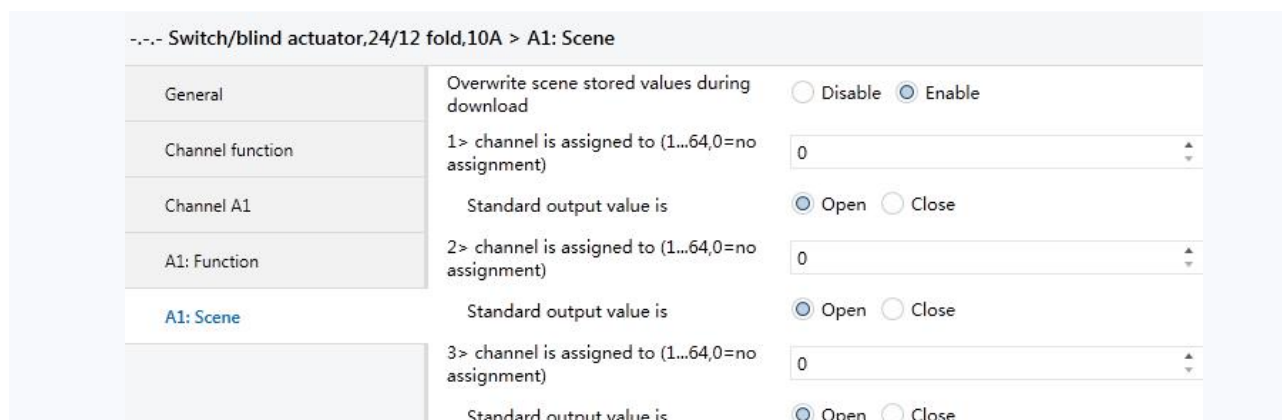 -.-.- Switch/blind actuator,24/12 fold,10A > A1: Scene
General
Overwrite scene stored values during
download
Disable Enable
Channel function
1> channel is assigned to (1...64,0=no
assignment)
0
Channel A1
Standard output value is
Open Close
A1: Function
2> channel is assigned to (1...64,0=no
assignment)
0
A1: Scene
Standard output value is
Open Close
3> channel is assigned to (1...64,0=no
assignment)
0
Standard output value is
Open Close